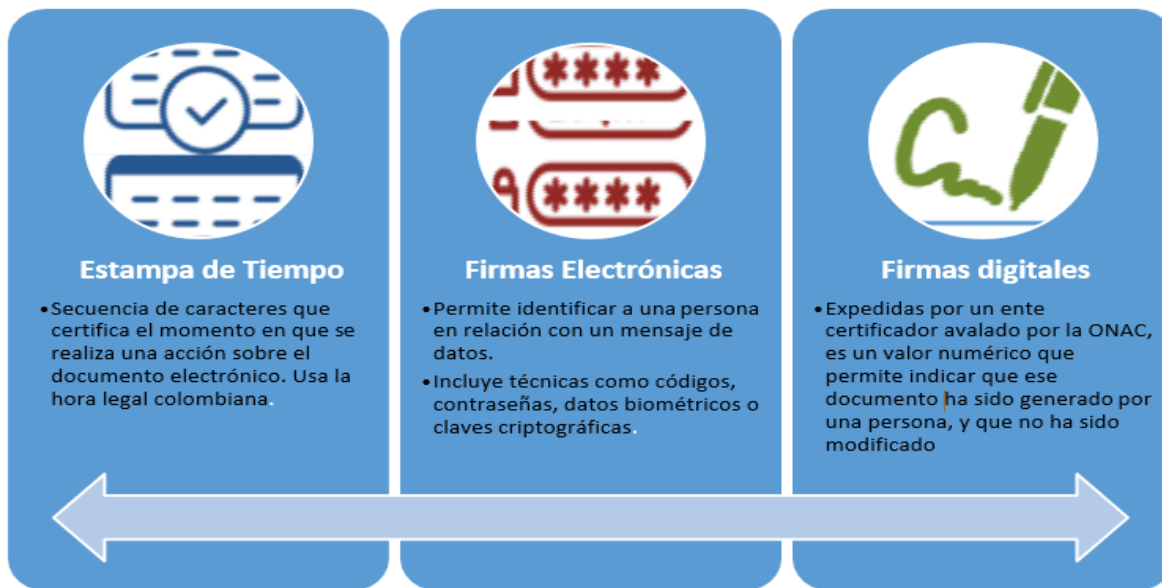 Estampa de Tiempo
•Secuencia de caracteres que
certifica el momento en que se
realiza una acción sobre el
documento electrónico. Usa la
hora legal colombiana.
****
****
Firmas Electrónicas
•Permite identificar a una persona
en relación con un mensaje de
datos.
•Incluye técnicas como códigos,
contraseñas, datos biométricos o
claves criptográficas.
Firmas digitales
•Expedidas por un ente
certificador avalado por la ONAC,
es un valor numérico que
permite indicar que ese
documento ha sido generado por
una persona, y que no ha sido
modificado